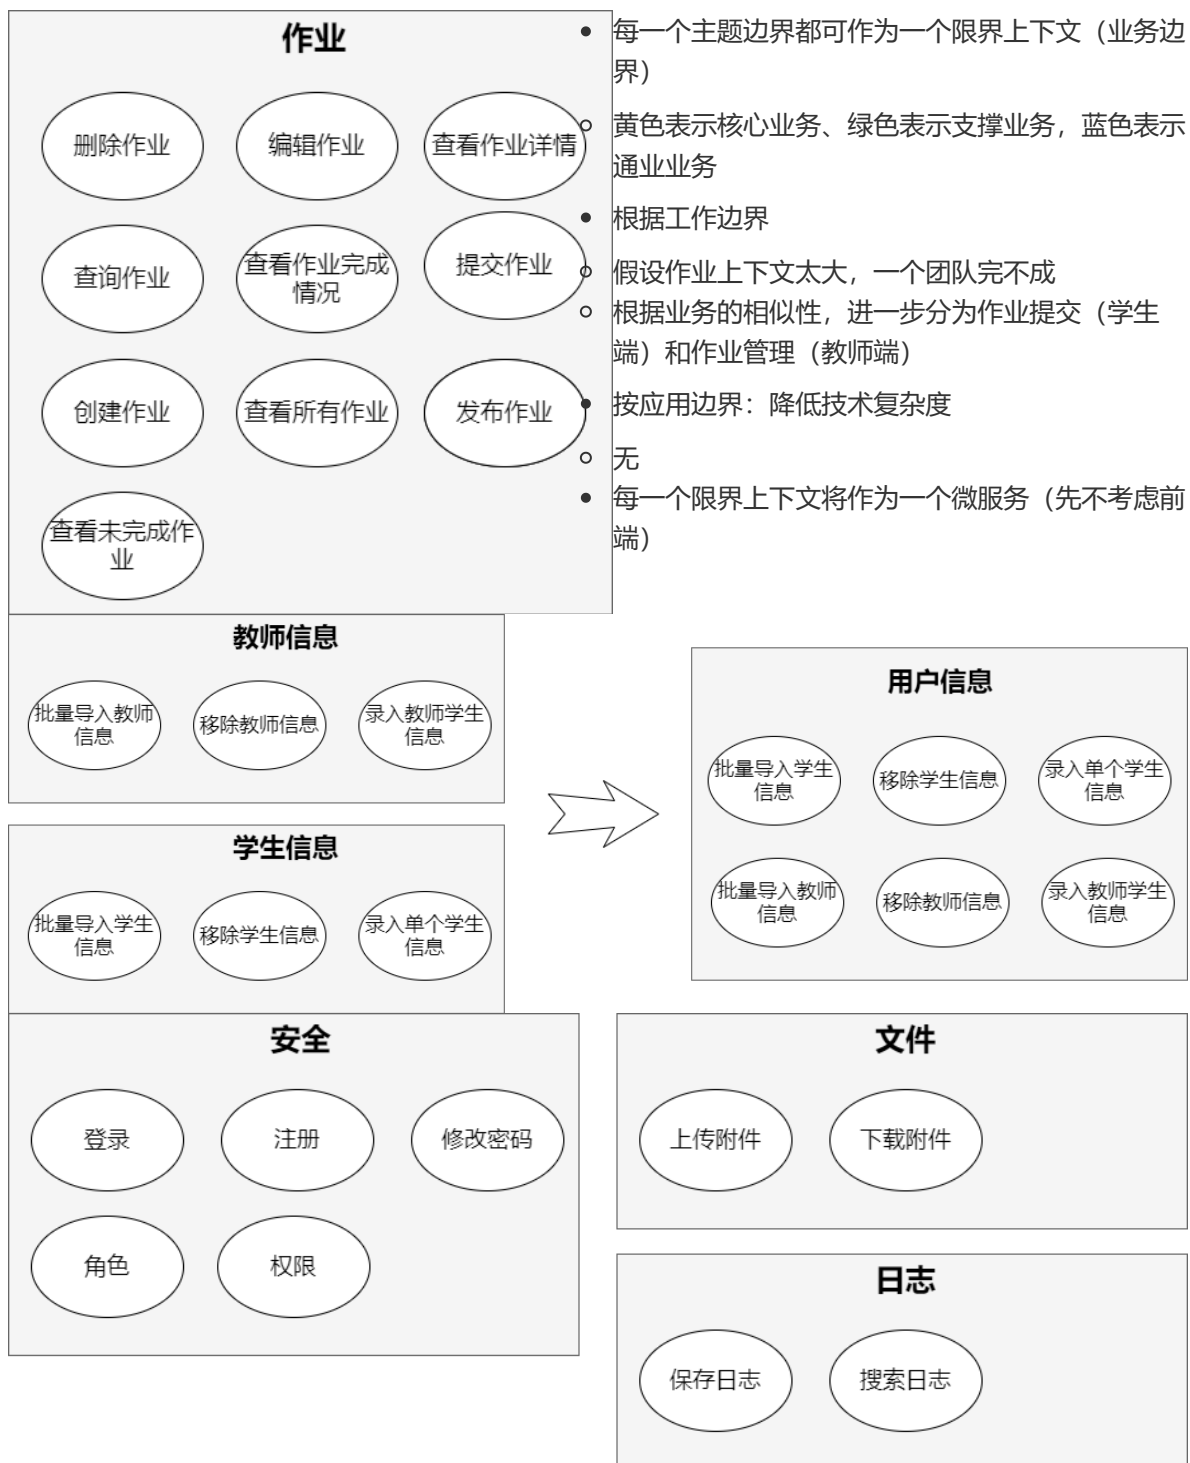 作业
删除作业
编辑作业
查看作业详情
查询作业
查看作业完成
情况
提交作业
创建作业
查看所有作业
发布作业
查看未完成作
业
每一个主题边界都可作为一个限界上下文（业务边
界）
黄色表示核心业务、绿色表示支撑业务，蓝色表示
通业业务
根据工作边界
假设作业上下文太大，一个团队完不成
根据业务的相似性，进一步分为作业提交（学生
端）和作业管理（教师端）
按应用边界：降低技术复杂度
无
每一个限界上下文将作为一个微服务（先不考虑前
端）
教师信息
批量导入教师
信息
移除教师信息
录入教师学生
信息
学生信息
批量导入学生
信息
移除学生信息
录入单个学生
信息
用户信息
批量导入学生
信息
移除学生信息
录入单个学生
信息
批量导入教师
信息
移除教师信息
录入教师学生
信息
安全
登录
注册
修改密码
角色
权限
文件
上传附件
下载附件
日志
保存日志
搜索日志